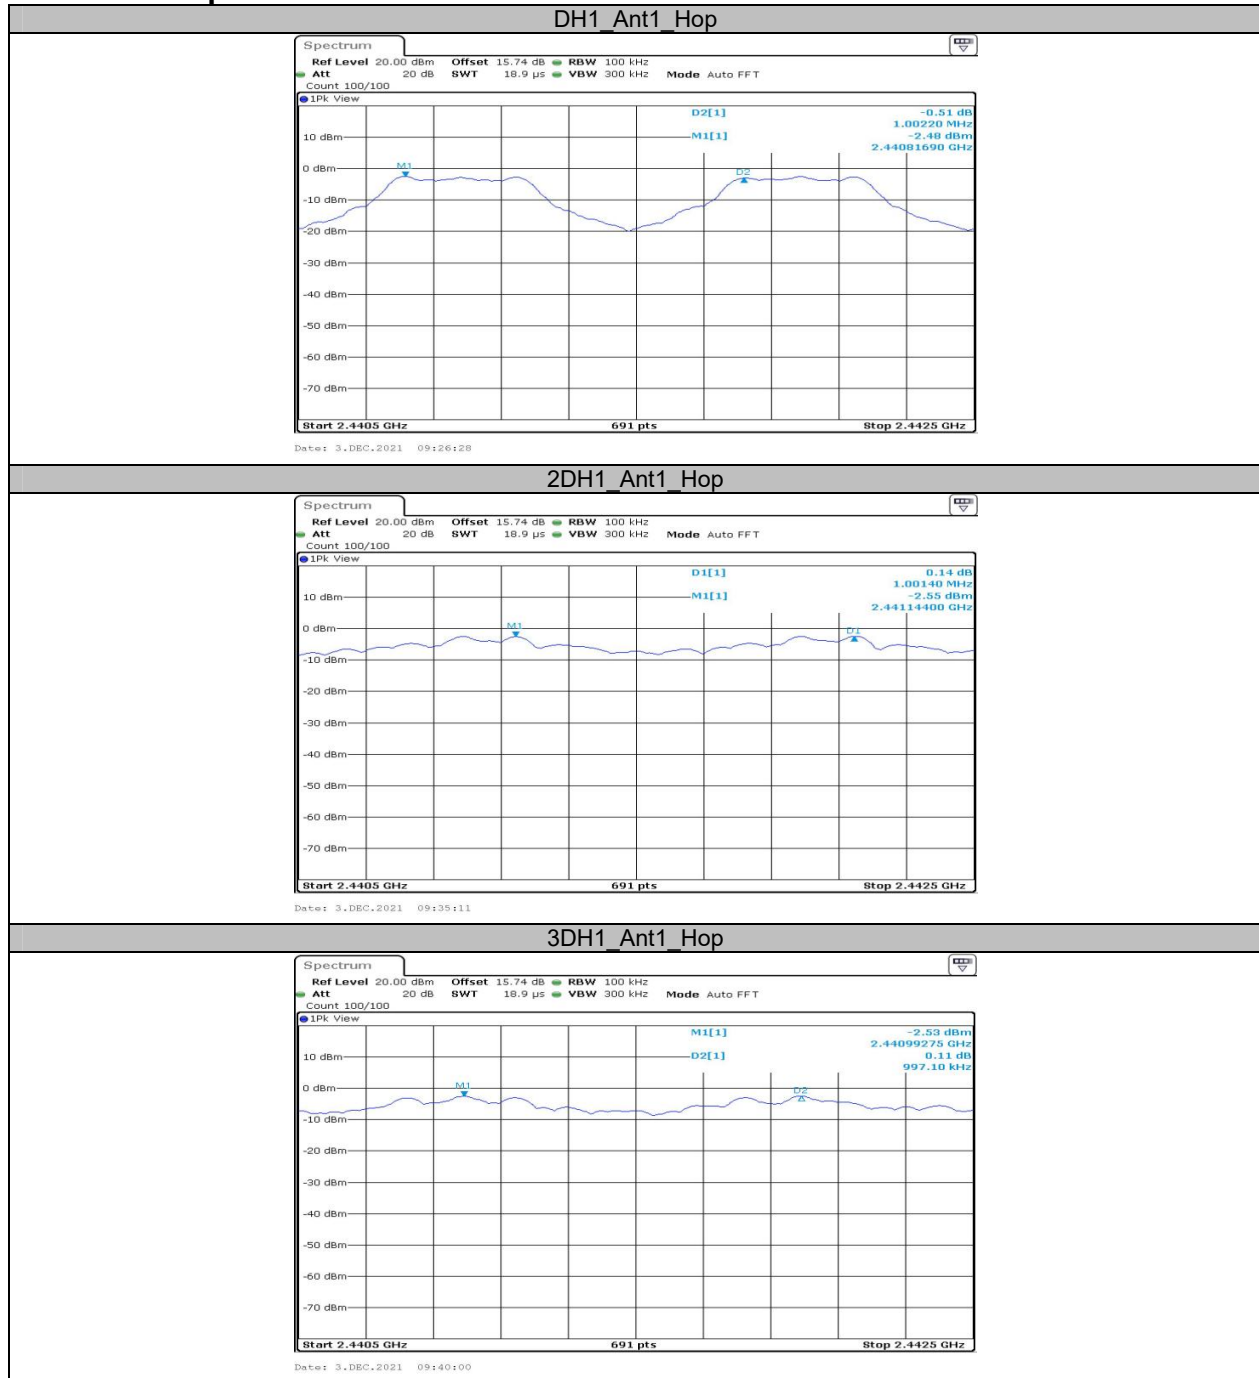 DH1_Ant1_Hop
Spectrum
Ref Level 20.00 dBm Offset 15.74 dB RBW 100 kHz
Att 20 dB SWT 18.9 µs VBW 300 kHz Mode Auto FFT
Count 100/100
1Pk View
D2[1] -0.51 dB
1.00220 MHz
10 dBm M1[1] -2.48 dBm
2.44081690 GHz
0 dBm M1 D2
-10 dBm
-20 dBm
-30 dBm
-40 dBm
-50 dBm
-60 dBm
-70 dBm
Start 2.4405 GHz 691 pts Stop 2.4425 GHz
Date: 3.DEC.2021 09:26:28
2DH1_Ant1_Hop
Spectrum
Ref Level 20.00 dBm Offset 15.74 dB RBW 100 kHz
Att 20 dB SWT 18.9 µs VBW 300 kHz Mode Auto FFT
Count 100/100
1Pk View
D1[1] 0.14 dB
1.00140 MHz
10 dBm M1[1] -2.55 dBm
2.44114400 GHz
0 dBm M1 D1
-10 dBm
-20 dBm
-30 dBm
-40 dBm
-50 dBm
-60 dBm
-70 dBm
Start 2.4405 GHz 691 pts Stop 2.4425 GHz
Date: 3.DEC.2021 09:35:11
3DH1_Ant1_Hop
Spectrum
Ref Level 20.00 dBm Offset 15.74 dB RBW 100 kHz
Att 20 dB SWT 18.9 µs VBW 300 kHz Mode Auto FFT
Count 100/100
1Pk View
M1[1] -2.53 dBm
2.44099275 GHz
10 dBm D2[1] 0.11 dB
997.10 kHz
0 dBm M1 D2
-10 dBm
-20 dBm
-30 dBm
-40 dBm
-50 dBm
-60 dBm
-70 dBm
Start 2.4405 GHz 691 pts Stop 2.4425 GHz
Date: 3.DEC.2021 09:40:00